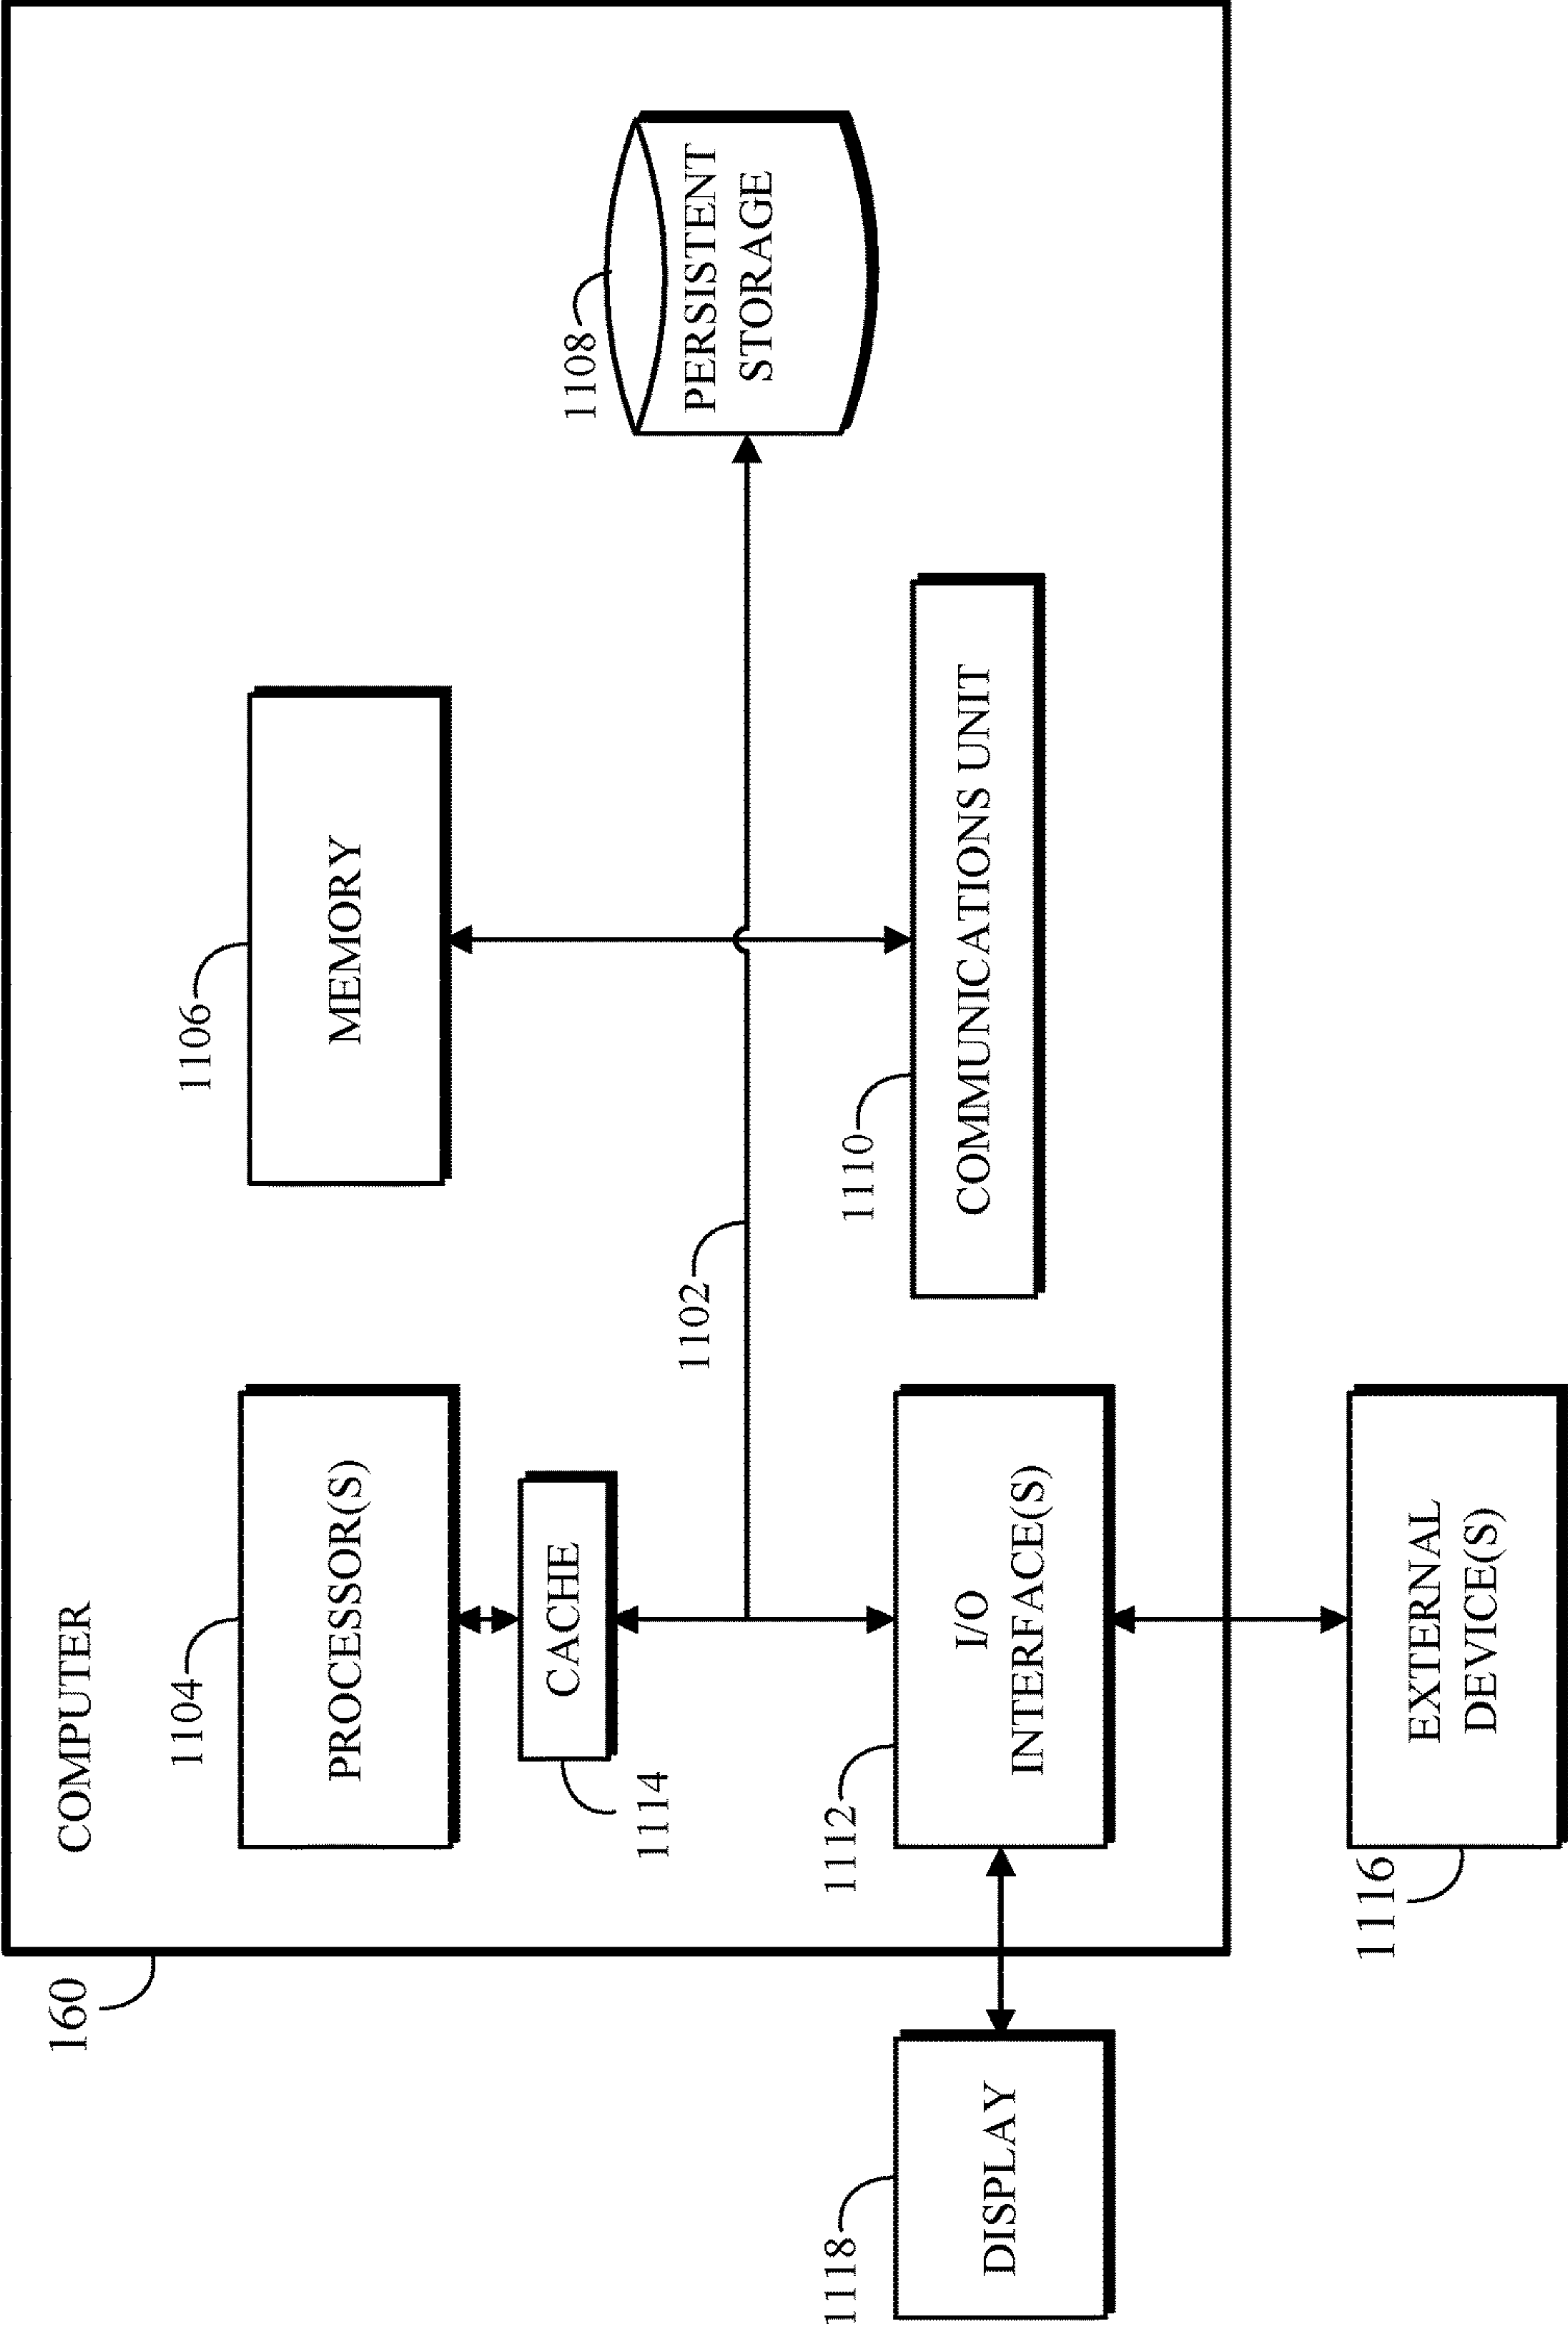 160
COMPUTER
1104
PROCESSOR(S)
1106
MEMORY
CACHE
1114
1108
PERSISTENT
STORAGE
1102
1118
DISPLAY
1112
I/O
INTERFACE(S)
1110
COMMUNICATIONS UNIT
1116
EXTERNAL
DEVICE(S)